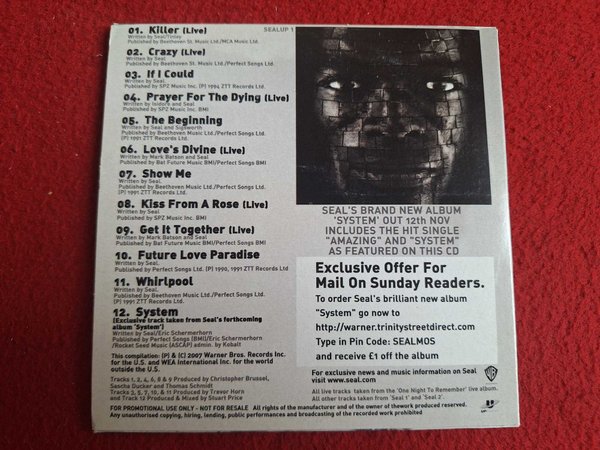 01. Killer (Live)
SEALUP 1
Written by Seal/Tinley
Published by Beethoven St. Music Ltd./MCA Music Ltd.
02. Crazy (Live)
Written by Seal
Published by Beethoven St. Music Ltd./Perfect Songs Ltd.
03. If I Could
Written by Seal.
Published by SPZ Music Inc. (P) 1994 ZTT Records Ltd.
04. Prayer For The Dying (Live)
Written by Isidore and Seal
Published by SPZ Music Inc. BMI
05. The Beginning
Written by Seal and Sigsworth
Published by Beethoven Music Ltd./Perfect Songs Ltd.
(P) 1991 ZTT Records Ltd.
06. Love's Divine (Live)
Written by Mark Batson and Seal
Published by Bat Future Music BMI/Perfect Songs BMI
07. Show Me
Written by Seal.
Published by Beethoven Music Ltd./Perfect Songs Ltd.
(P) 1991 ZTT Records Ltd.
08. Kiss From A Rose (Live)
Written by Seal
Published by SPZ Music Inc. BMI
09. Get It Together (Live)
Written by Mark Batson and Seal
Published by Bat Future Music BMI/Perfect Songs BMI
10. Future Love Paradise
Written by Seal
Published by Perfect Songs Ltd. (P) 1990, 1991 ZTT Records Ltd
11. Whirlpool
Written by Seal.
Published by Beethoven Music Ltd./Perfect Songs Ltd.
(P) 1991 ZTT Records Ltd.
12. System
(Exclusive track taken from Seal's forthcoming
album 'System')
Written by Seal/Eric Schermerhorn
Published by Perfect Songs (BMI)/Eric Schermerhorn
/Rocket Seed Music (ASCAP) admin. by Kobalt
This compilation: (P) & (C) 2007 Warner Bros. Records Inc.
for the U.S. and WEA International Inc. for the world
outside the U.S.
Tracks 1, 2, 4, 6, 8 & 9 Produced by Christopher Brussel,
Sascha Ducker and Thomas Schmidt
Tracks 3, 5, 7, 10, & 11 Produced by Trevor Horn
and Track 12 Produced & Mixed by Stuart Price
SEAL'S BRAND NEW ALBUM
'SYSTEM' OUT 12th NOV
INCLUDES THE HIT SINGLE
"AMAZING" AND "SYSTEM"
AS FEATURED ON THIS CD
Exclusive Offer For
Mail On Sunday Readers.
To order Seal's brilliant new album
"System" go now to
http://warner.trinitystreetdirect.com
Type in Pin Code: SEALMOS
and receive £1 off the album
For exclusive news and music information on Seal
visit www.seal.com
All live tracks taken from the 'One Night To Remember' live album.
All other tracks taken from 'Seal 1' and 'Seal 2'.
FOR PROMOTIONAL USE ONLY - NOT FOR RESALE All rights of the manufacturer and of the owner of thework produced reserved.
Any unauthorised copying, hiring, lending, public performances and broadcasting of the recorded work prohibited